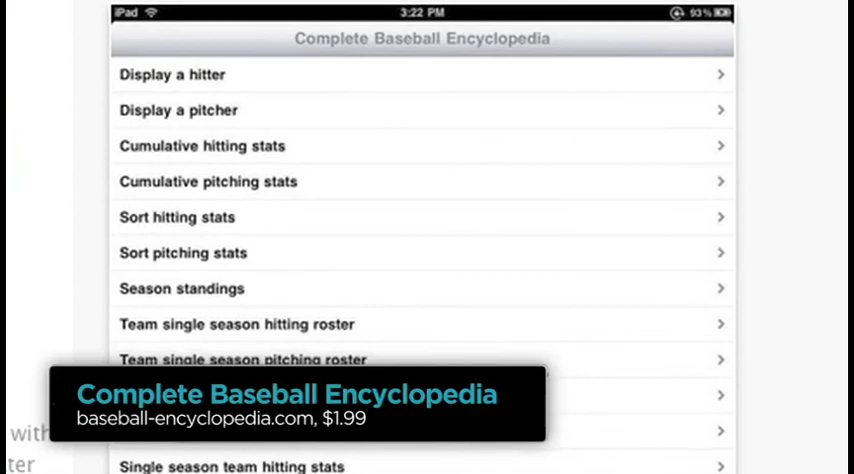 iPad 3:22 PM 93%
Complete Baseball Encyclopedia
Display a hitter
Display a pitcher
Cumulative hitting stats
Cumulative pitching stats
Sort hitting stats
Sort pitching stats
Season standings
Team single season hitting roster
Team single season pitching roster
Complete Baseball Encyclopedia
baseball-encyclopedia.com, $1.99
with
ter
Single season team hitting stats